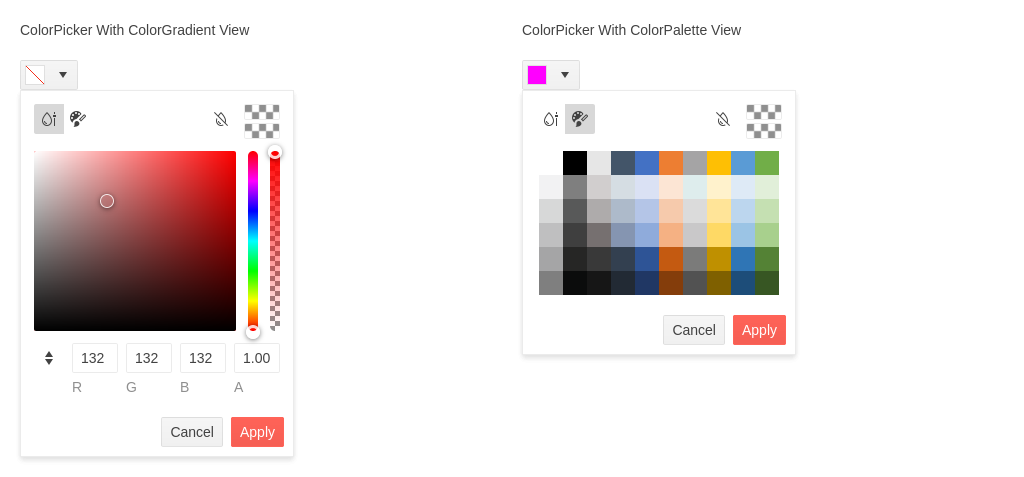 ColorPicker With ColorGradient View
132 132 132 1.00
R G B A
Cancel Apply
ColorPicker With ColorPalette View
Cancel Apply